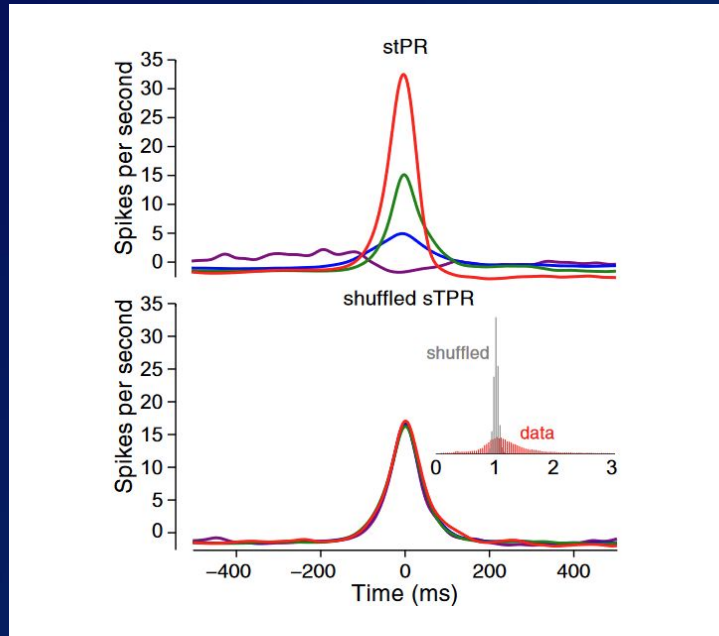 stPR
35
30
25
20
15
10
5
0
Spikes per second
shuffled sTPR
35
30
25
20
15
10
5
0
Spikes per second
shuffled
data
0 1 2 3
−400 −200 0 200 400
Time (ms)